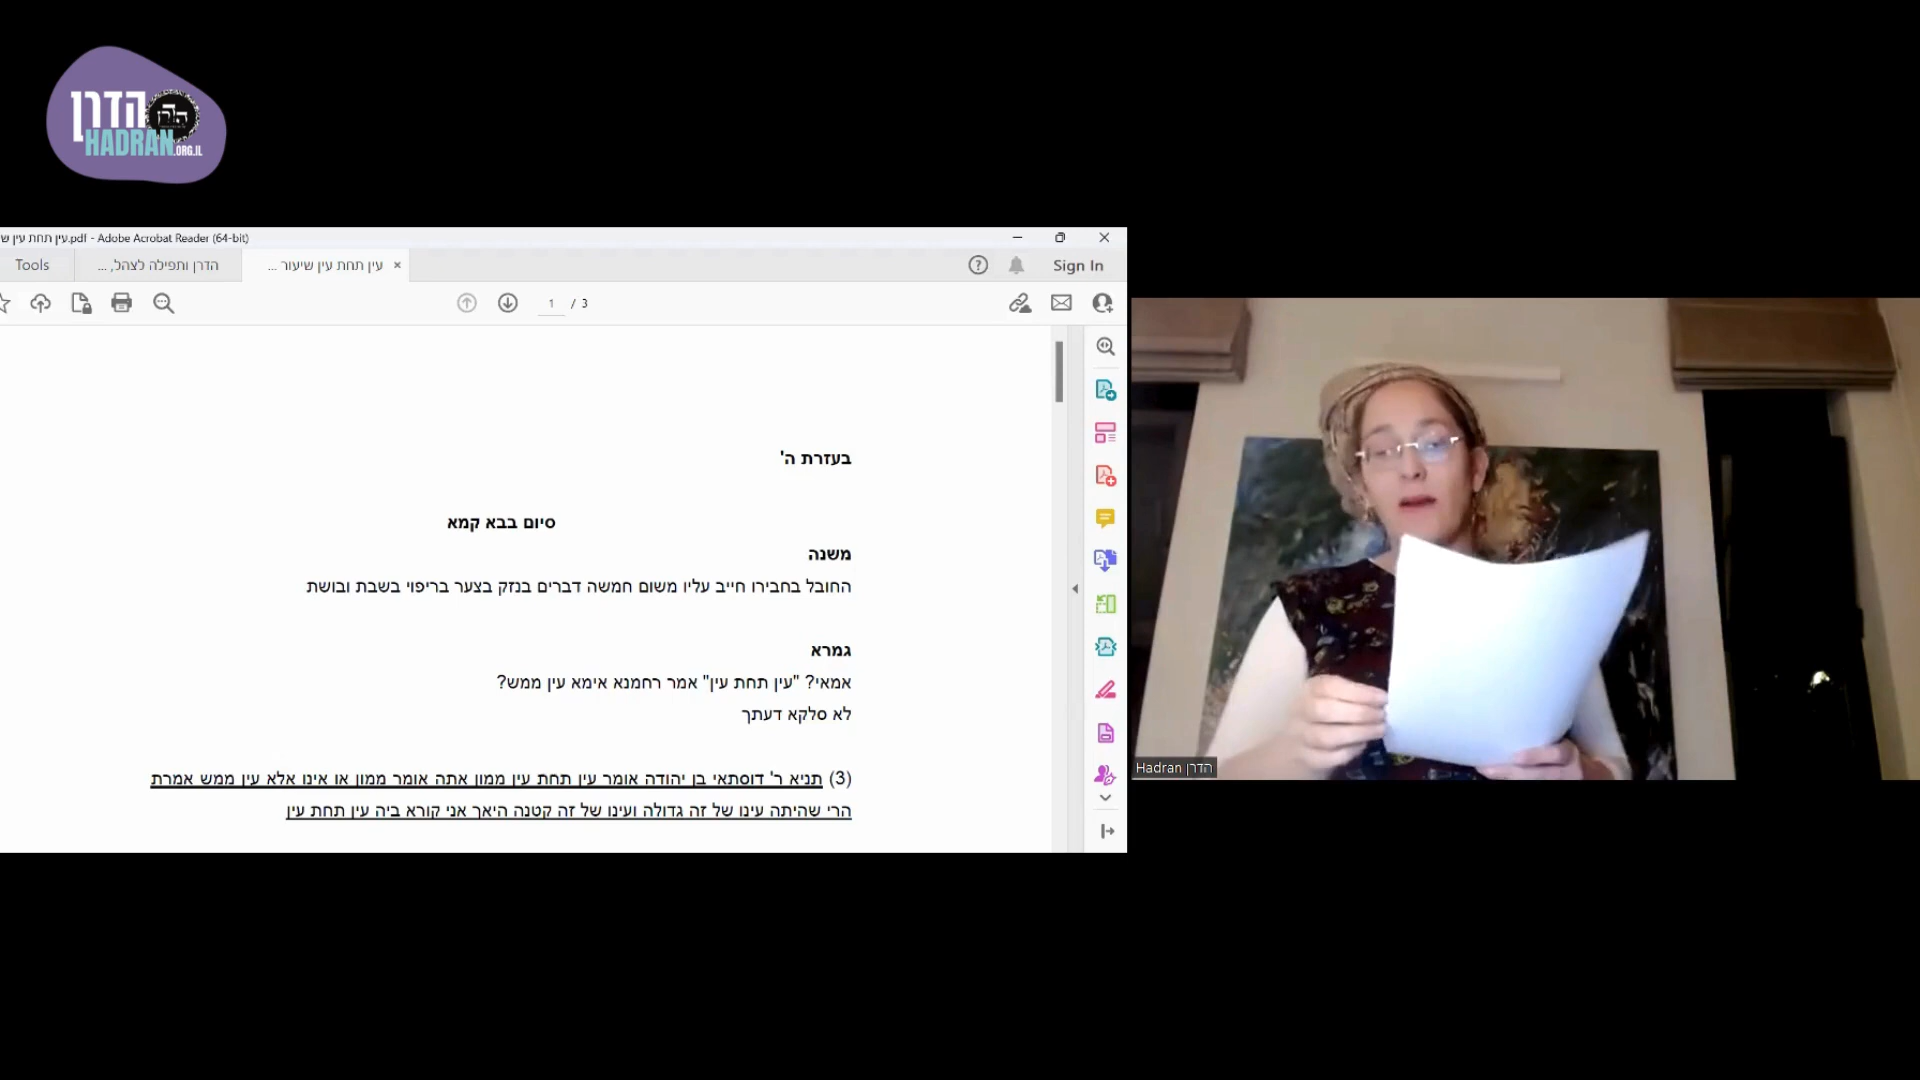 הדרן
HADRAN.ORG.IL
עין תחת עין ש.pdf - Adobe Acrobat Reader (64-bit)
Tools
הדרן ותפילה לצהל, ...
עין תחת עין שיעור ...
Sign In
1 / 3
בעזרת ה'
סיום בבא קמא
משנה
החובל בחבירו חייב עליו משום חמשה דברים בנזק בצער בריפוי בשבת ובושת
גמרא
אמאי? "עין תחת עין" אמר רחמנא אימא עין ממש?
לא סלקא דעתך
(3) תניא ר' דוסתאי בן יהודה אומר עין תחת עין ממון אתה אומר ממון או אינו אלא עין ממש אמרת
הרי שהיתה עינו של זה גדולה ועינו של זה קטנה היאך אני קורא ביה עין תחת עין
Hadran הדרן